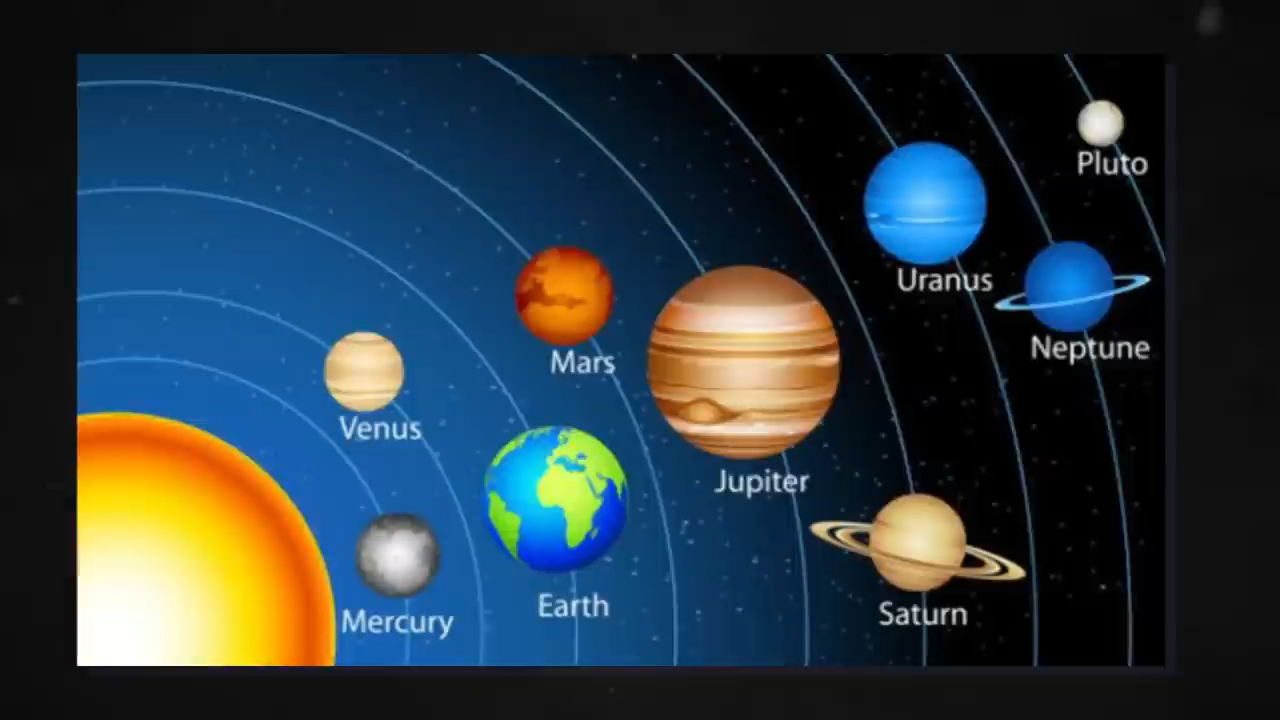 Pluto
Uranus
Neptune
Mars
Venus
Jupiter
Earth
Saturn
Mercury